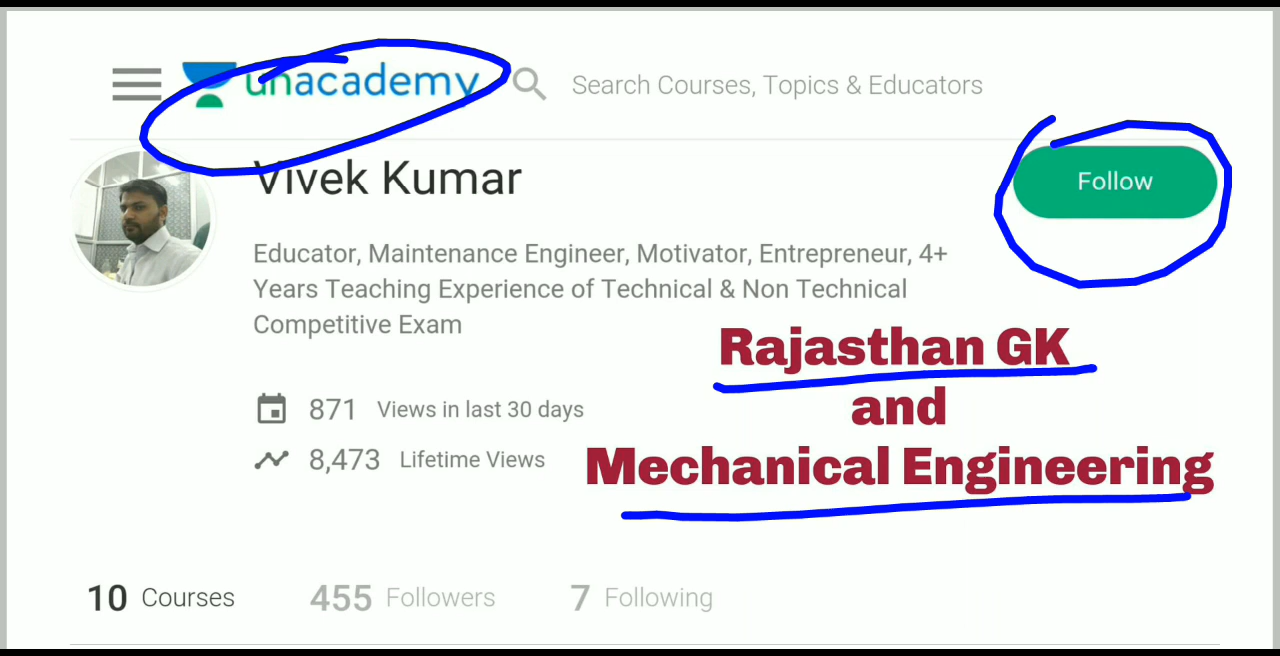 unacademy
Search Courses, Topics & Educators
Vivek Kumar
Follow
Educator, Maintenance Engineer, Motivator, Entrepreneur, 4+
Years Teaching Experience of Technical & Non Technical
Competitive Exam
Rajasthan GK
and
Mechanical Engineering
871 Views in last 30 days
8,473 Lifetime Views
10 Courses
455 Followers
7 Following